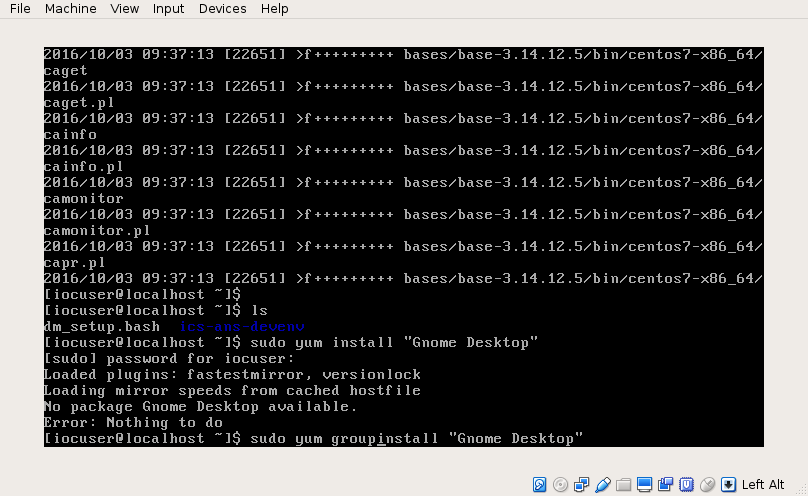 File Machine View Input Devices Help
2016/10/03 09:37:13 [22651] >f+++++++++ bases/base-3.14.12.5/bin/centos7-x86_64/
caget
2016/10/03 09:37:13 [22651] >f+++++++++ bases/base-3.14.12.5/bin/centos7-x86_64/
caget.pl
2016/10/03 09:37:13 [22651] >f+++++++++ bases/base-3.14.12.5/bin/centos7-x86_64/
cainfo
2016/10/03 09:37:13 [22651] >f+++++++++ bases/base-3.14.12.5/bin/centos7-x86_64/
cainfo.pl
2016/10/03 09:37:13 [22651] >f+++++++++ bases/base-3.14.12.5/bin/centos7-x86_64/
camonitor
2016/10/03 09:37:13 [22651] >f+++++++++ bases/base-3.14.12.5/bin/centos7-x86_64/
camonitor.pl
2016/10/03 09:37:13 [22651] >f+++++++++ bases/base-3.14.12.5/bin/centos7-x86_64/
capr.pl
2016/10/03 09:37:13 [22651] >f+++++++++ bases/base-3.14.12.5/bin/centos7-x86_64/
[iocuser@localhost ~]$
[iocuser@localhost ~]$ ls
dm_setup.bash  ics-ans-devenv
[iocuser@localhost ~]$ sudo yum install "Gnome Desktop"
[sudo] password for iocuser:
Loaded plugins: fastestmirror, versionlock
Loading mirror speeds from cached hostfile
No package Gnome Desktop available.
Error: Nothing to do
[iocuser@localhost ~]$ sudo yum groupinstall "Gnome Desktop"
Left Alt